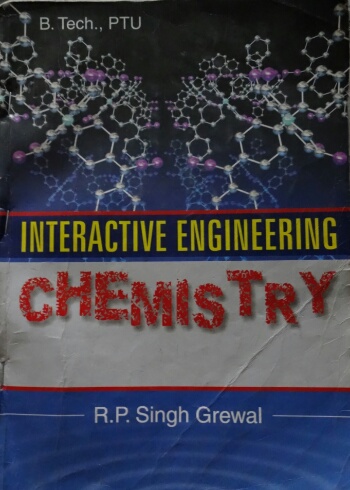 B. Tech., PTU
INTERACTIVE ENGINEERING
CHEMISTRY
R.P. Singh Grewal